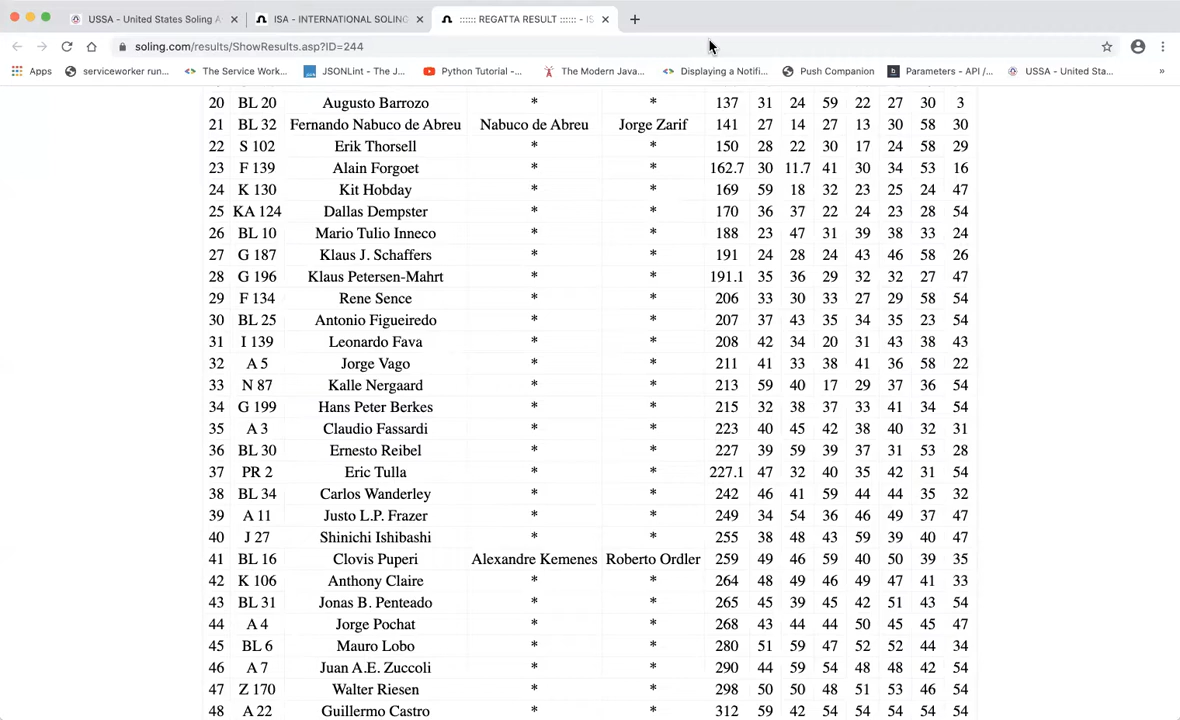 USSA - United States Soling A
ISA - INTERNATIONAL SOLING
:::::: REGATTA RESULT :::::: - IS
soling.com/results/ShowResults.asp?ID=244
Apps serviceworker run... The Service Work... JSONLint - The J... Python Tutorial -... The Modern Java... Displaying a Notifi... Push Companion Parameters - API /... USSA - United Sta... »
20 BL 20 Augusto Barrozo * * 137 31 24 59 22 27 30 3
21 BL 32 Fernando Nabuco de Abreu Nabuco de Abreu Jorge Zarif 141 27 14 27 13 30 58 30
22 S 102 Erik Thorsell * * 150 28 22 30 17 24 58 29
23 F 139 Alain Forgoet * * 162.7 30 11.7 41 30 34 53 16
24 K 130 Kit Hobday * * 169 59 18 32 23 25 24 47
25 KA 124 Dallas Dempster * * 170 36 37 22 24 23 28 54
26 BL 10 Mario Tulio Inneco * * 188 23 47 31 39 38 33 24
27 G 187 Klaus J. Schaffers * * 191 24 28 24 43 46 58 26
28 G 196 Klaus Petersen-Mahrt * * 191.1 35 36 29 32 32 27 47
29 F 134 Rene Sence * * 206 33 30 33 27 29 58 54
30 BL 25 Antonio Figueiredo * * 207 37 43 35 34 35 23 54
31 I 139 Leonardo Fava * * 208 42 34 20 31 43 38 43
32 A 5 Jorge Vago * * 211 41 33 38 41 36 58 22
33 N 87 Kalle Nergaard * * 213 59 40 17 29 37 36 54
34 G 199 Hans Peter Berkes * * 215 32 38 37 33 41 34 54
35 A 3 Claudio Fassardi * * 223 40 45 42 38 40 32 31
36 BL 30 Ernesto Reibel * * 227 39 59 39 37 31 53 28
37 PR 2 Eric Tulla * * 227.1 47 32 40 35 42 31 54
38 BL 34 Carlos Wanderley * * 242 46 41 59 44 44 35 32
39 A 11 Justo L.P. Frazer * * 249 34 54 36 46 49 37 47
40 J 27 Shinichi Ishibashi * * 255 38 48 43 59 39 40 47
41 BL 16 Clovis Puperi Alexandre Kemenes Roberto Ordler 259 49 46 59 40 50 39 35
42 K 106 Anthony Claire * * 264 48 49 46 49 47 41 33
43 BL 31 Jonas B. Penteado * * 265 45 39 45 42 51 43 54
44 A 4 Jorge Pochat * * 268 43 44 44 50 45 45 47
45 BL 6 Mauro Lobo * * 280 51 59 47 52 52 44 34
46 A 7 Juan A.E. Zuccoli * * 290 44 59 54 48 48 42 54
47 Z 170 Walter Riesen * * 298 50 50 48 51 53 46 54
48 A 22 Guillermo Castro * * 312 59 42 54 54 54 54 54